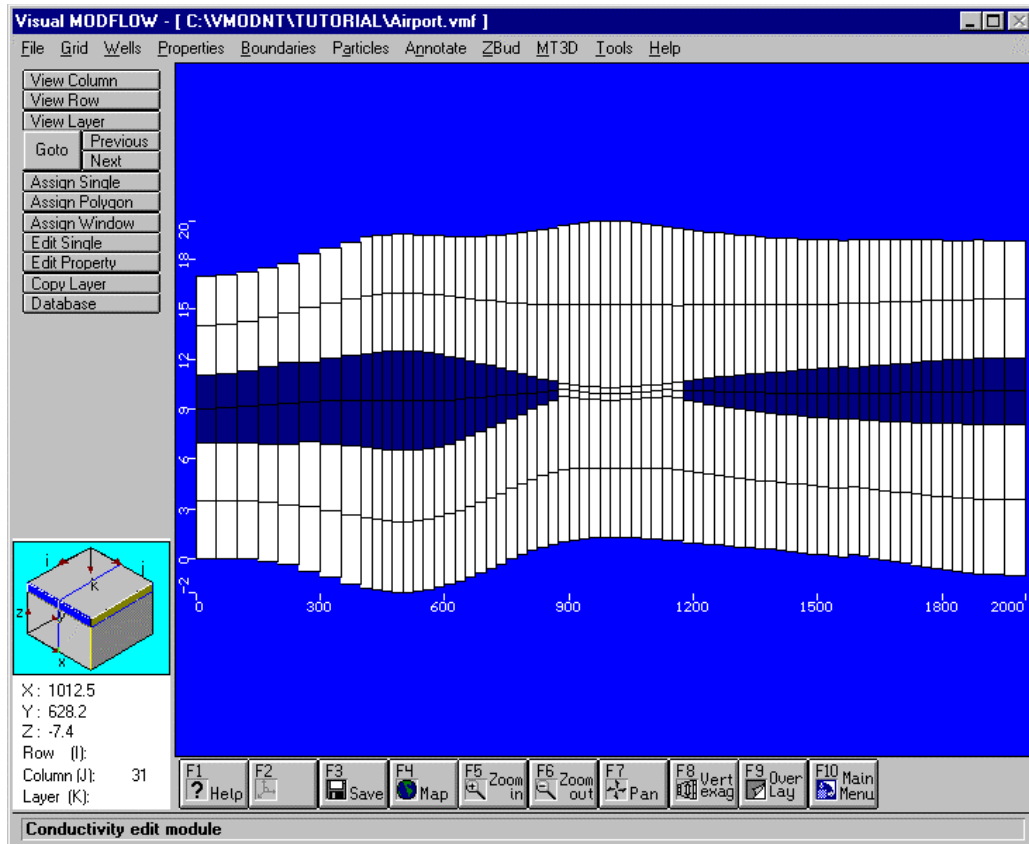 Visual MODFLOW - [ C:\VMODNT\TUTORIAL\Airport.vmf ]
File Grid Wells Properties Boundaries Particles Annotate ZBud MT3D Tools Help
View Column
View Row
View Layer
Goto Previous
Next
Assign Single
Assign Polygon
Assign Window
Edit Single
Edit Property
Copy Layer
Database
20
18
15
12
9
6
3
0
-2
0 300 600 900 1200 1500 1800 2000
i j
k
z y
x
X: 1012.5
Y: 628.2
Z: -7.4
Row (I):
Column (J): 31
Layer (K):
F1 ? Help
F2
F3 Save
F4 Map
F5 Zoom in
F6 Zoom out
F7 Pan
F8 Vert exag
F9 Over Lay
F10 Main Menu
Conductivity edit module